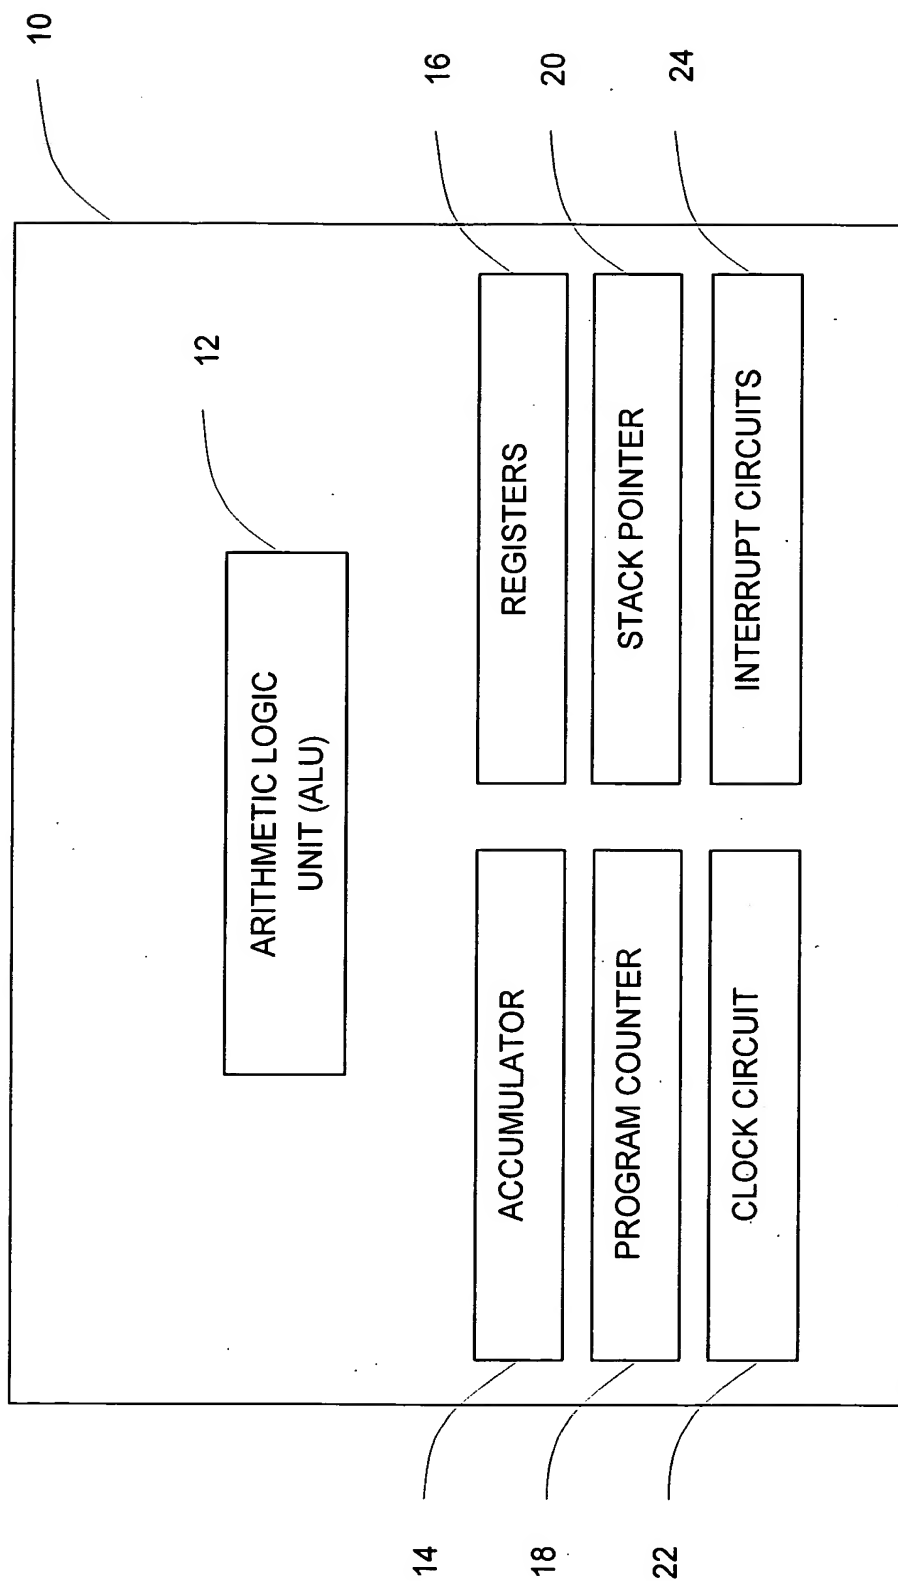 10
12
ARITHMETIC LOGIC
UNIT (ALU)
14
ACCUMULATOR
REGISTERS
16
18
PROGRAM COUNTER
STACK POINTER
20
22
CLOCK CIRCUIT
INTERRUPT CIRCUITS
24